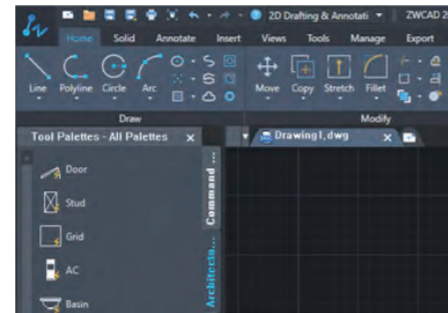 2D Drafting & Annotati
ZWCAD 20
Home Solid Annotate Insert Views Tools Manage Export
Line Polyline Circle Arc Move Copy Stretch Fillet
Draw Modify
Tool Palettes - All Palettes
Drawing1.dwg
Door
Stud
Grid
AC
Basin
Command ...
Architectu...